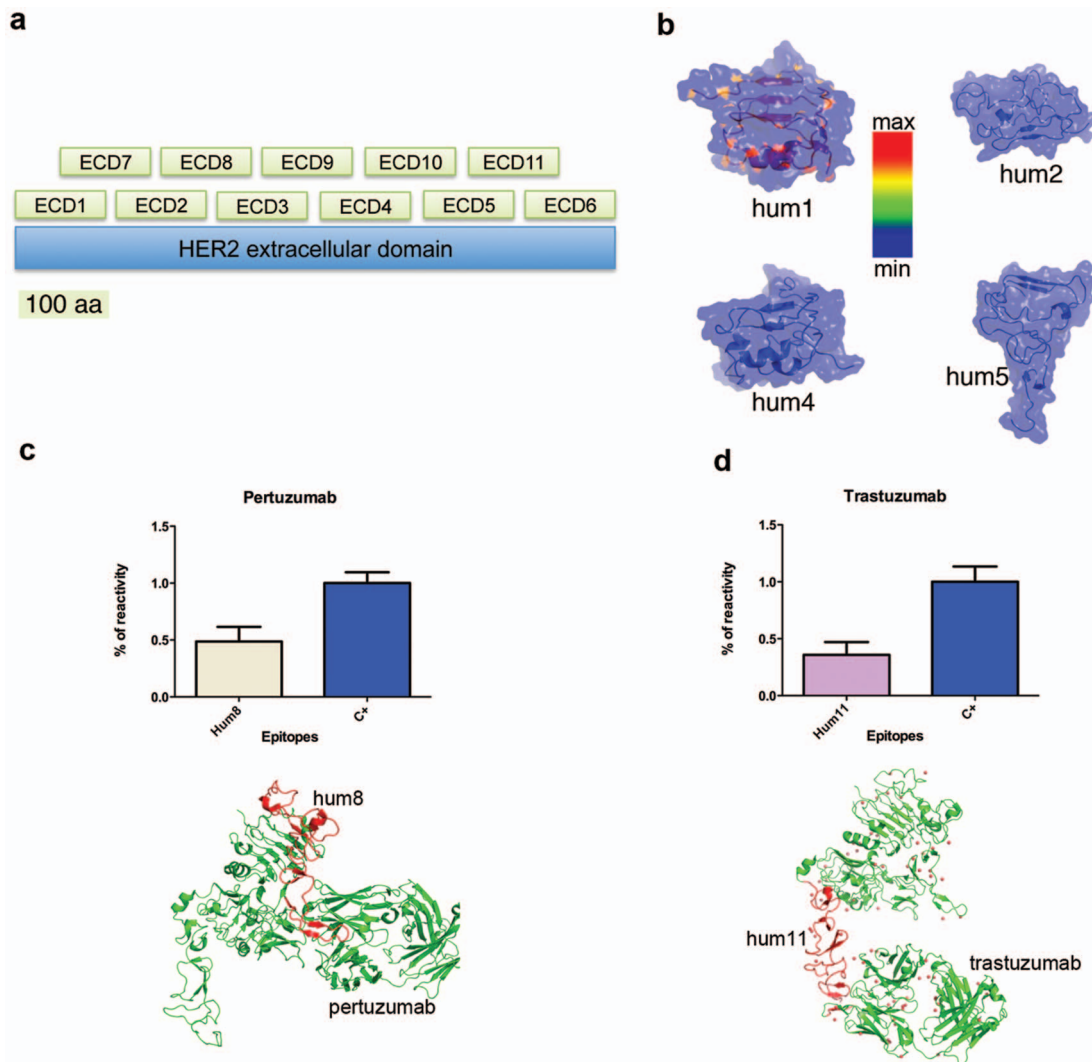 a
ECD7 ECD8 ECD9 ECD10 ECD11
ECD1 ECD2 ECD3 ECD4 ECD5 ECD6
HER2 extracellular domain
100 aa
b
hum1
max
min
hum2
hum4
hum5
c
Pertuzumab
% of reactivity
1.5
1.0
0.5
0.0
Hum8
C+
Epitopes
hum8
pertuzumab
d
Trastuzumab
% of reactivity
1.5
1.0
0.5
0.0
Hum11
C+
Epitopes
hum11
trastuzumab